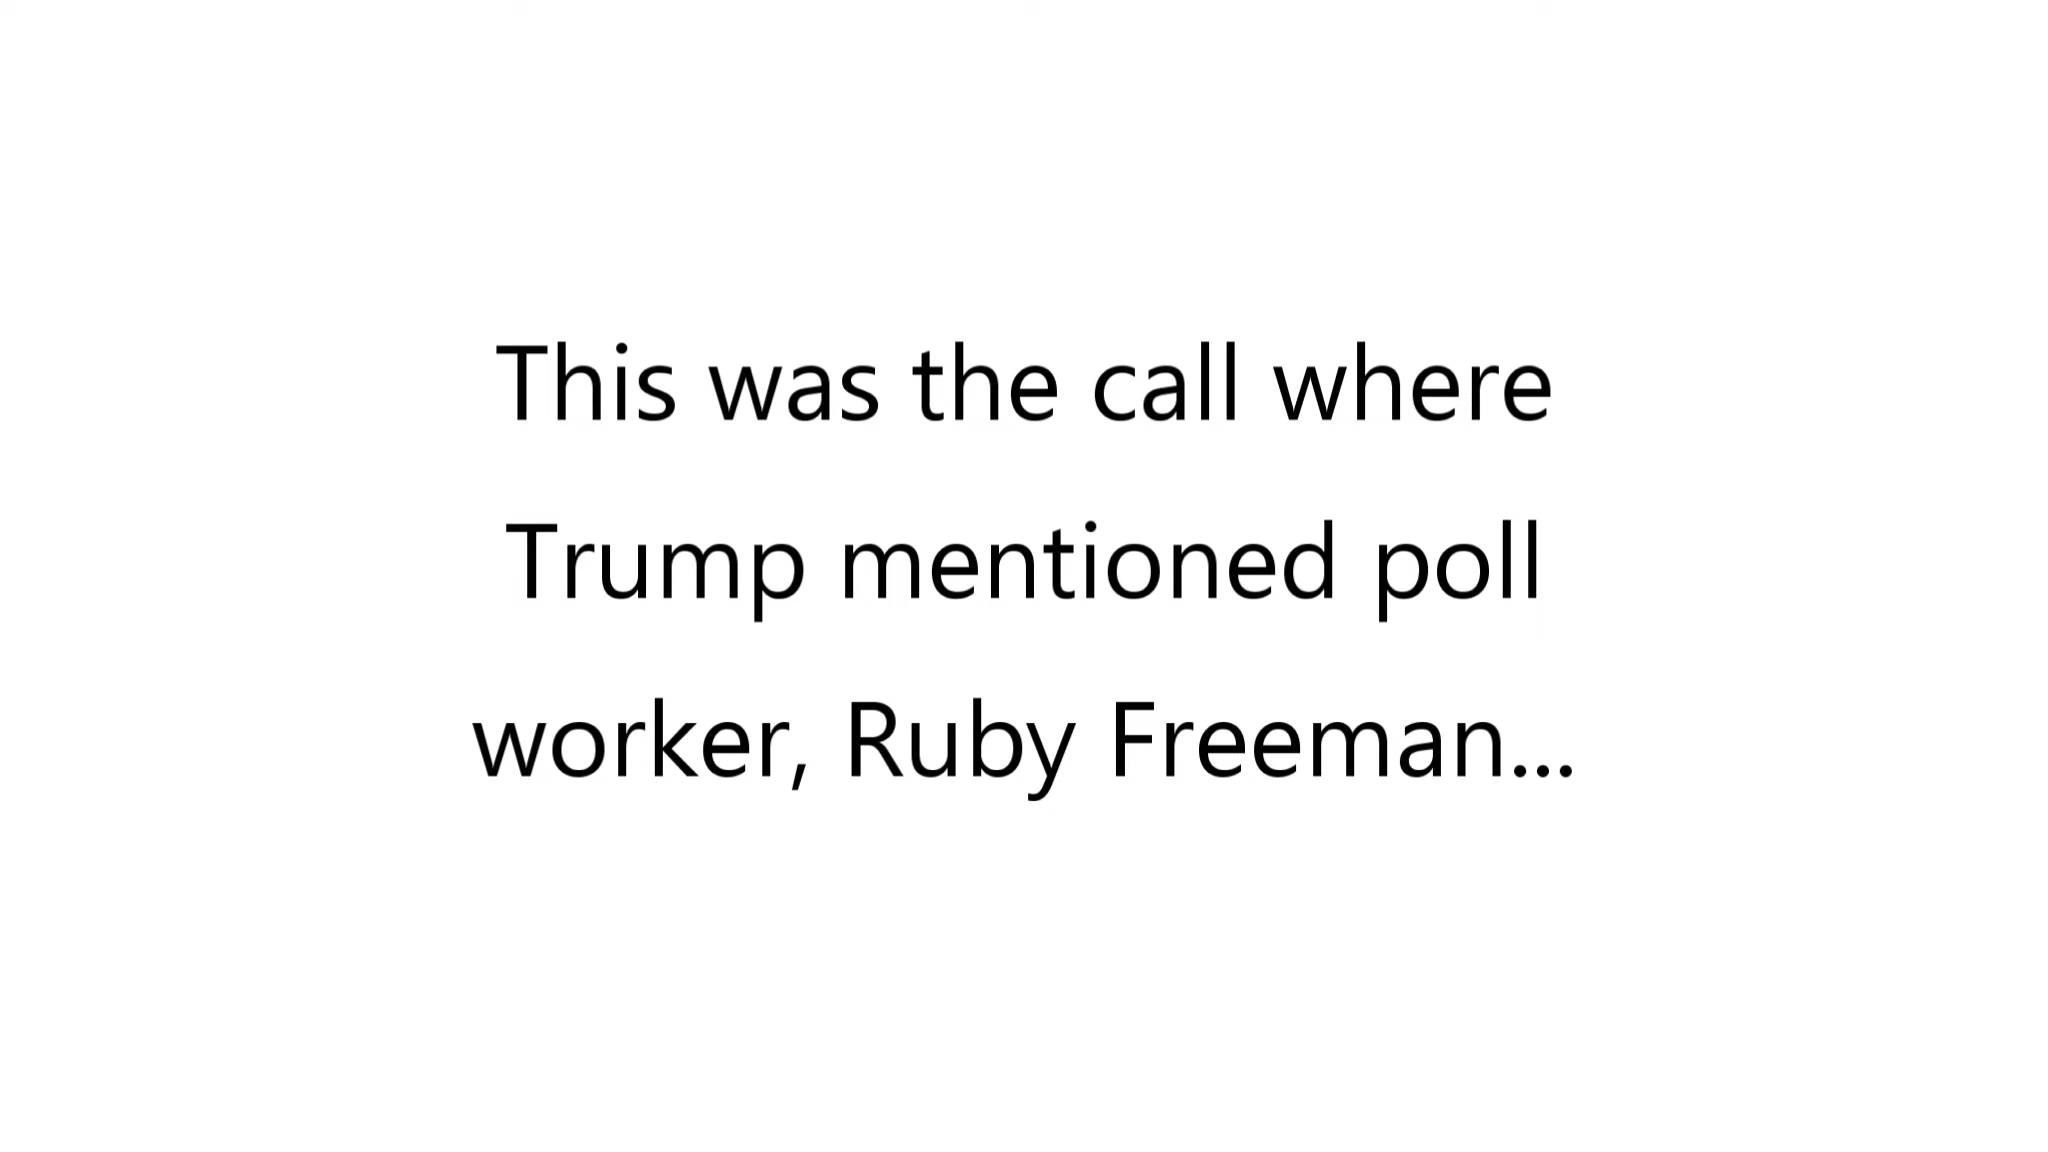 This was the call where
Trump mentioned poll
worker, Ruby Freeman...